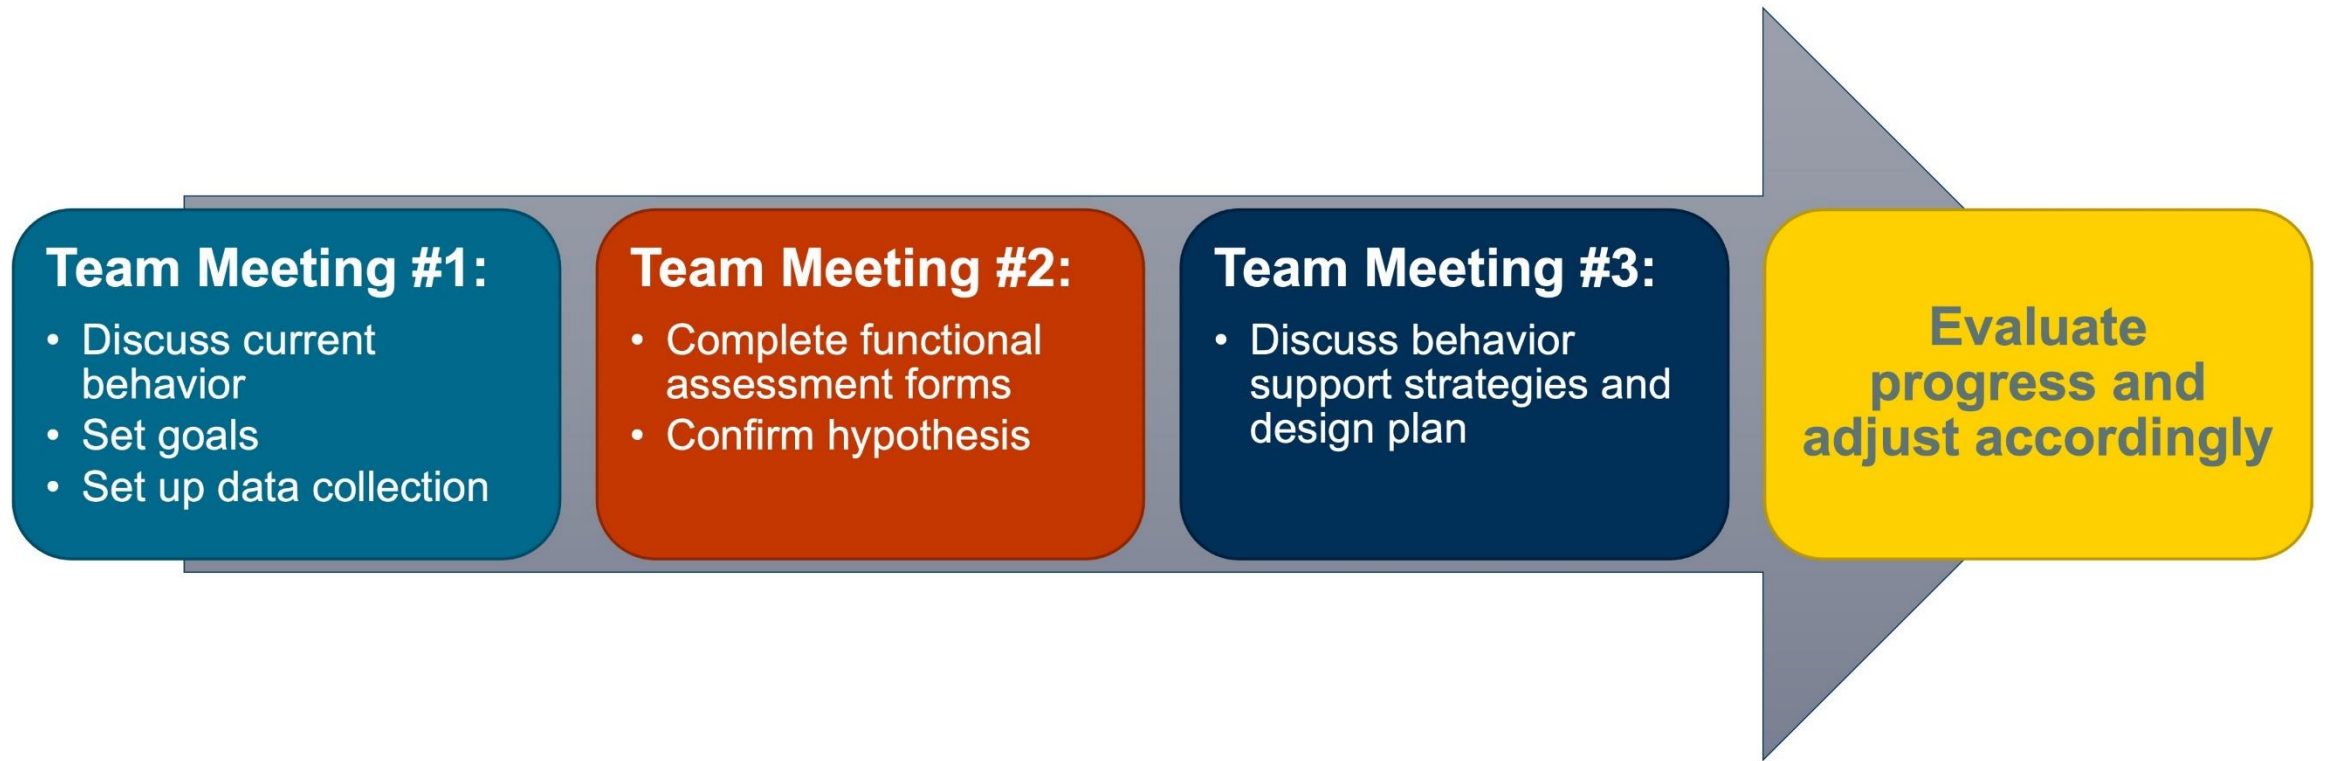 Team Meeting #1:
• Discuss current
behavior
• Set goals
• Set up data collection
Team Meeting #2:
• Complete functional
assessment forms
• Confirm hypothesis
Team Meeting #3:
• Discuss behavior
support strategies and
design plan
Evaluate
progress and
adjust accordingly